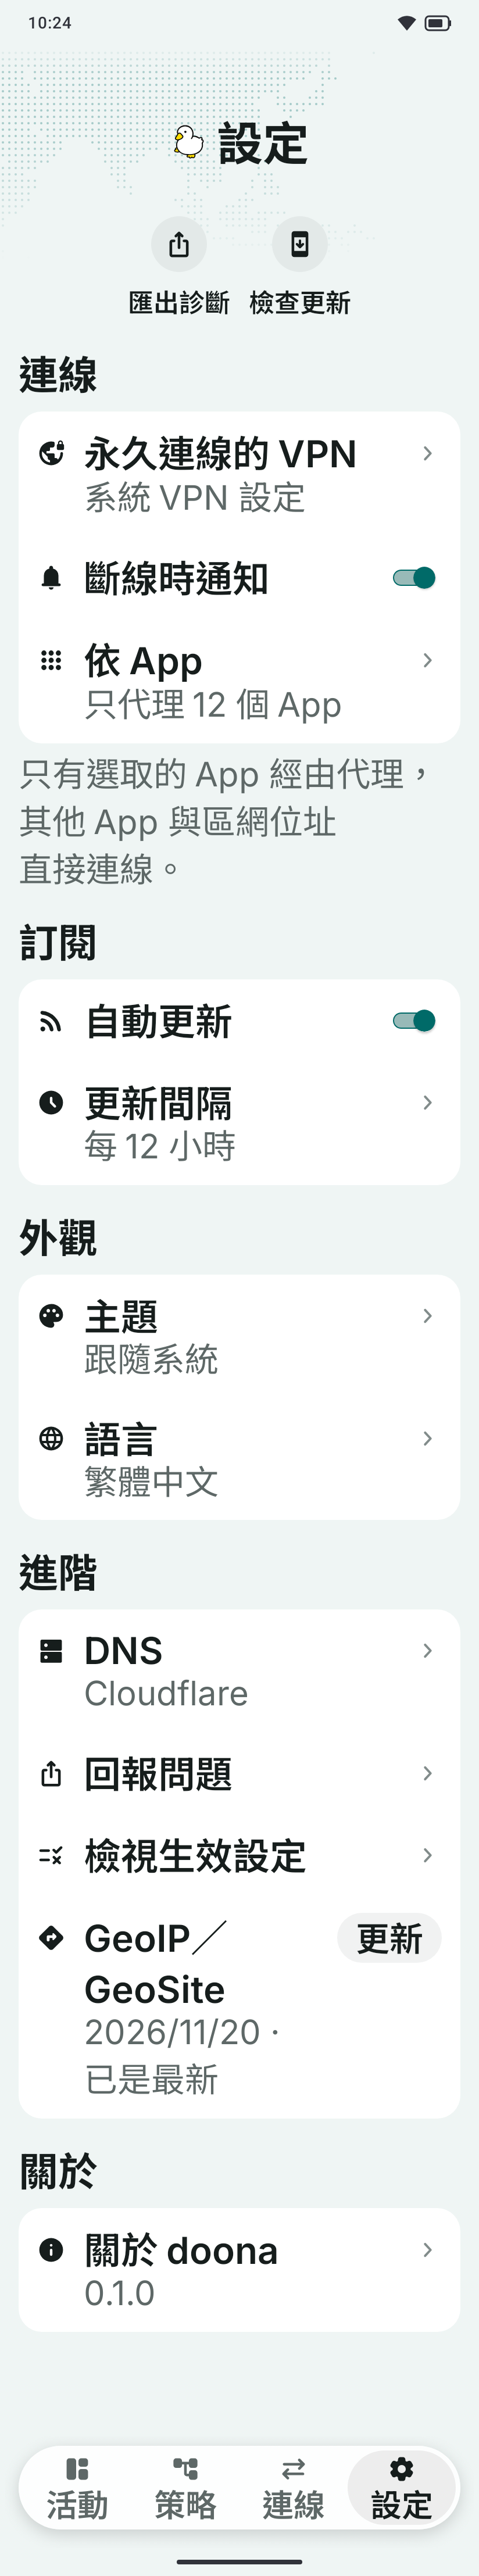 10:24
設定
匯出診斷 檢查更新
連線
永久連線的 VPN
系統 VPN 設定
斷線時通知
依 App
只代理 12 個 App
只有選取的 App 經由代理，
其他 App 與區網位址
直接連線。
訂閱
自動更新
更新間隔
每 12 小時
外觀
主題
跟隨系統
語言
繁體中文
進階
DNS
Cloudflare
回報問題
檢視生效設定
GeoIP／
GeoSite
更新
2026/11/20 ·
已是最新
關於
關於 doona
0.1.0
活動 策略 連線 設定